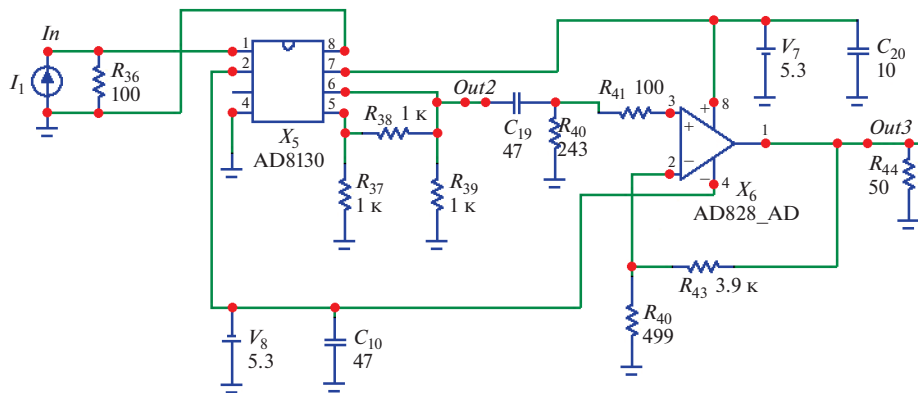 In
I1
R36
100
1
2
4
8
7
6
5
X5
AD8130
R38 1 к
R37
1 к
R39
1 к
Out2
C19
47
R40
243
R41 100
3
2
+
−
+
−
8
4
1
X6
AD828_AD
V7
5.3
C20
10
Out3
R44
50
R43 3.9 к
R40
499
V8
5.3
C10
47